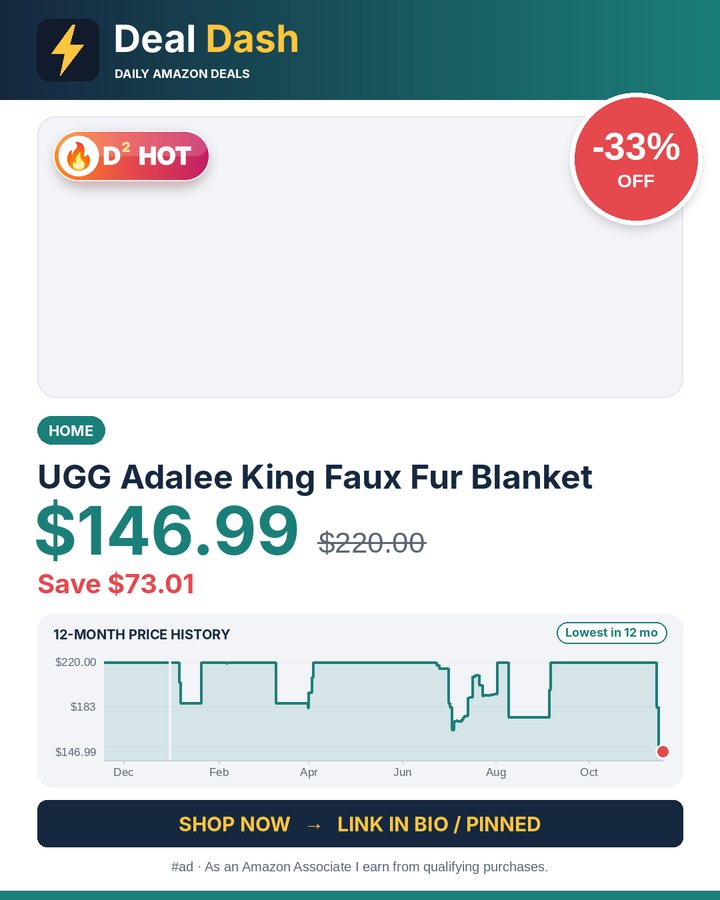 Deal Dash
DAILY AMAZON DEALS
🔥 D² HOT
-33%
OFF
HOME
UGG Adalee King Faux Fur Blanket
$146.99 $220.00
Save $73.01
12-MONTH PRICE HISTORY
Lowest in 12 mo
$220.00
$183
$146.99
Dec Feb Apr Jun Aug Oct
SHOP NOW → LINK IN BIO / PINNED
#ad · As an Amazon Associate I earn from qualifying purchases.